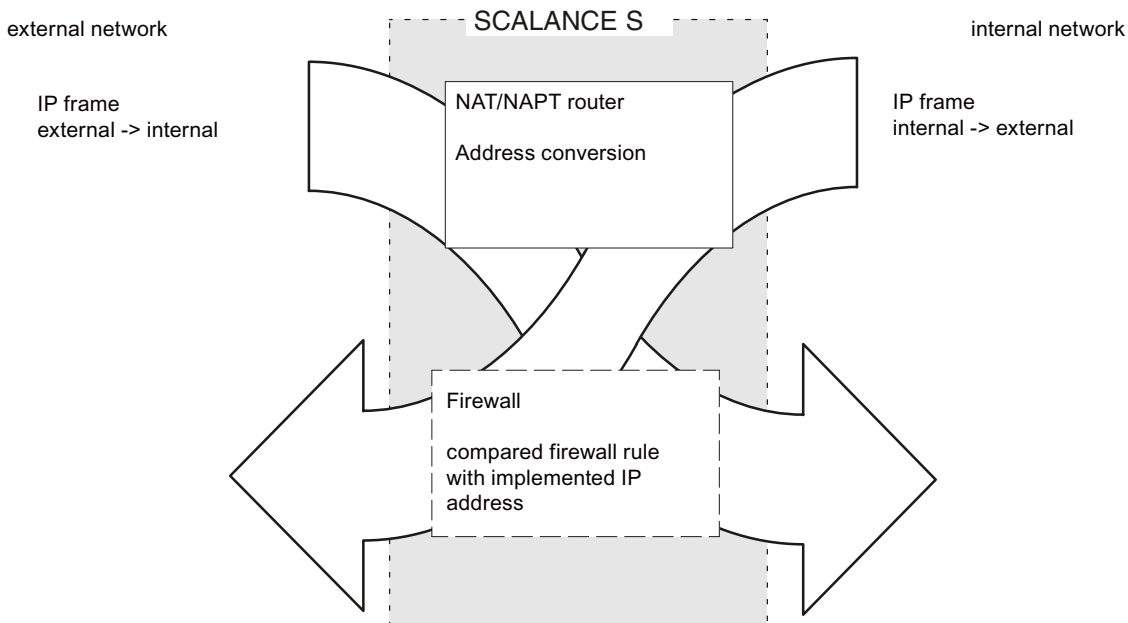 SCALANCE S
external network
internal network
IP frame
external -> internal
NAT/NAPT router
Address conversion
IP frame
internal -> external
Firewall
compared firewall rule
with implemented IP
address